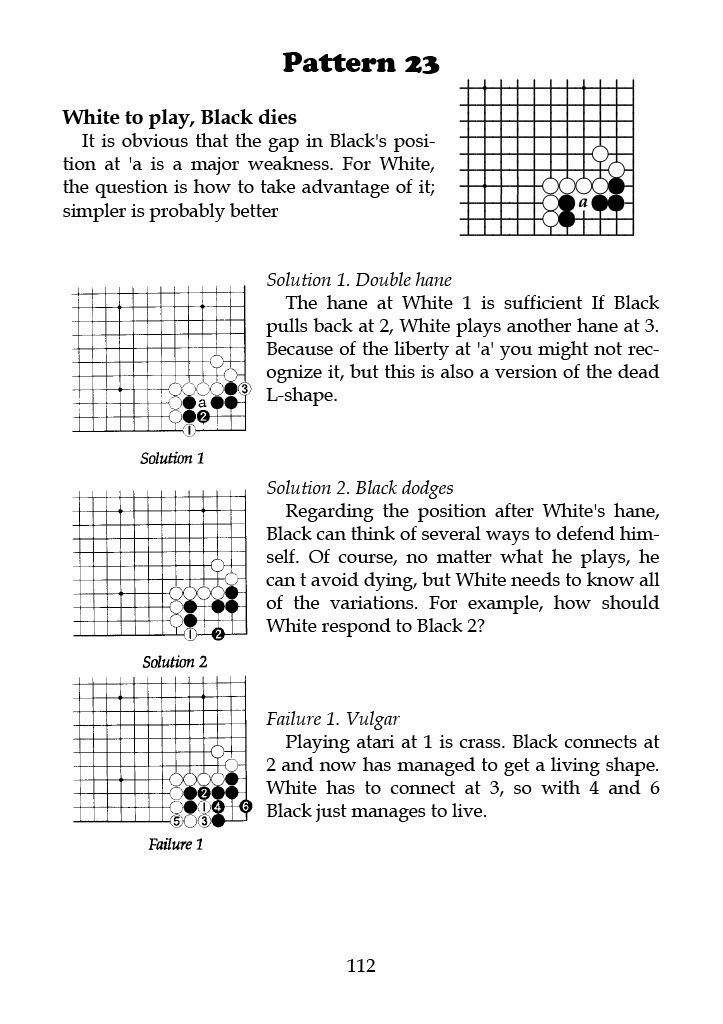 Pattern 23
White to play, Black dies
It is obvious that the gap in Black's posi-
tion at 'a is a major weakness. For White,
the question is how to take advantage of it;
simpler is probably better
a
Solution 1. Double hane
The hane at White 1 is sufficient If Black
pulls back at 2, White plays another hane at 3.
Because of the liberty at 'a' you might not rec-
ognize it, but this is also a version of the dead
L-shape.
3
a
2
1
Solution 1
Solution 2. Black dodges
Regarding the position after White's hane,
Black can think of several ways to defend him-
self. Of course, no matter what he plays, he
can t avoid dying, but White needs to know all
of the variations. For example, how should
White respond to Black 2?
1 2
Solution 2
Failure 1. Vulgar
Playing atari at 1 is crass. Black connects at
2 and now has managed to get a living shape.
White has to connect at 3, so with 4 and 6
Black just manages to live.
2
1 4 6
5 3
Failure 1
112